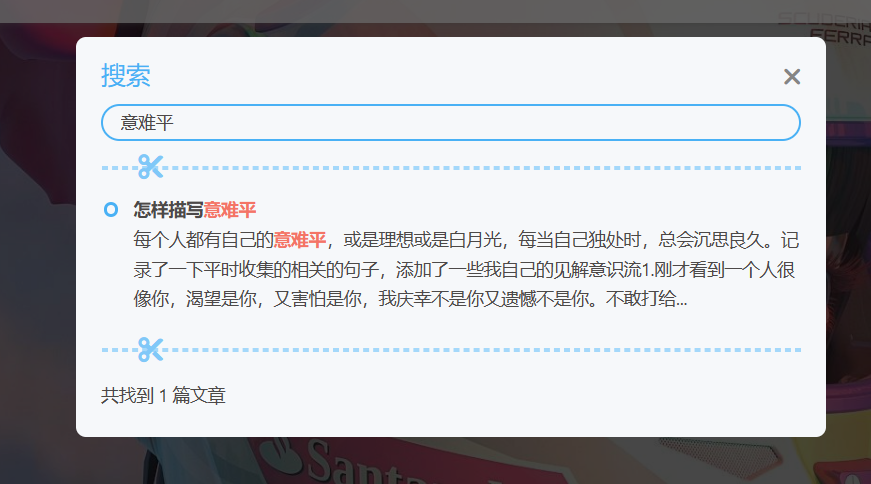 SCUDERIA
FERRA
搜索
意难平
怎样描写意难平
每个人都有自己的意难平，或是理想或是白月光，每当自己独处时，总会沉思良久。记
录了一下平时收集的相关的句子，添加了一些我自己的见解意识流1.刚才看到一个人很
像你，渴望是你，又害怕是你，我庆幸不是你又遗憾不是你。不敢打给...
共找到 1 篇文章
Santa